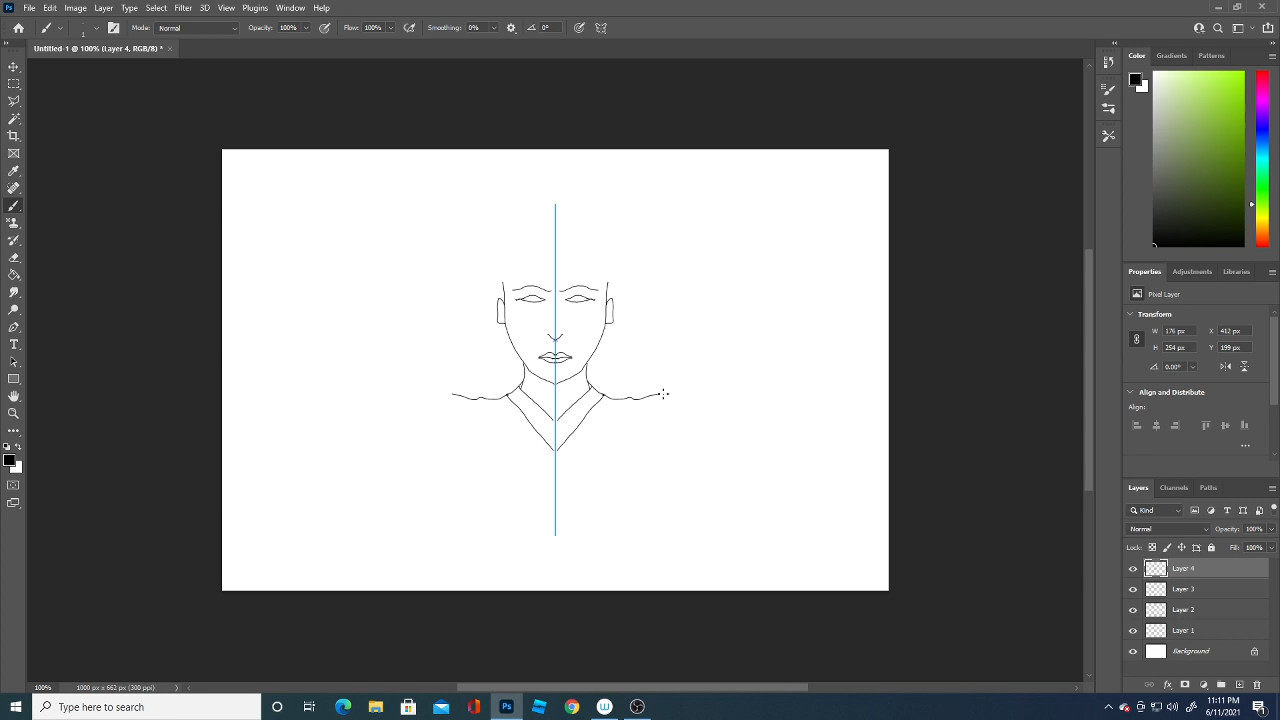 Ps File Edit Image Layer Type Select Filter 3D View Plugins Window Help
1 Mode: Normal Opacity: 100% Flow: 100% Smoothing: 0% 0°
Untitled-1 @ 100% (Layer 4, RGB/8) * ×
Color Gradients Patterns
Properties Adjustments Libraries
Pixel Layer
Transform
W 176 px X 412 px
H 254 px Y 199 px
0.00°
Align and Distribute
Align:
Layers Channels Paths
Kind
Normal Opacity: 100%
Lock: Fill: 100%
Layer 4
Layer 3
Layer 2
Layer 1
Background
100% 1000 px x 662 px (300 ppi)
Type here to search
11:11 PM
6/11/2021